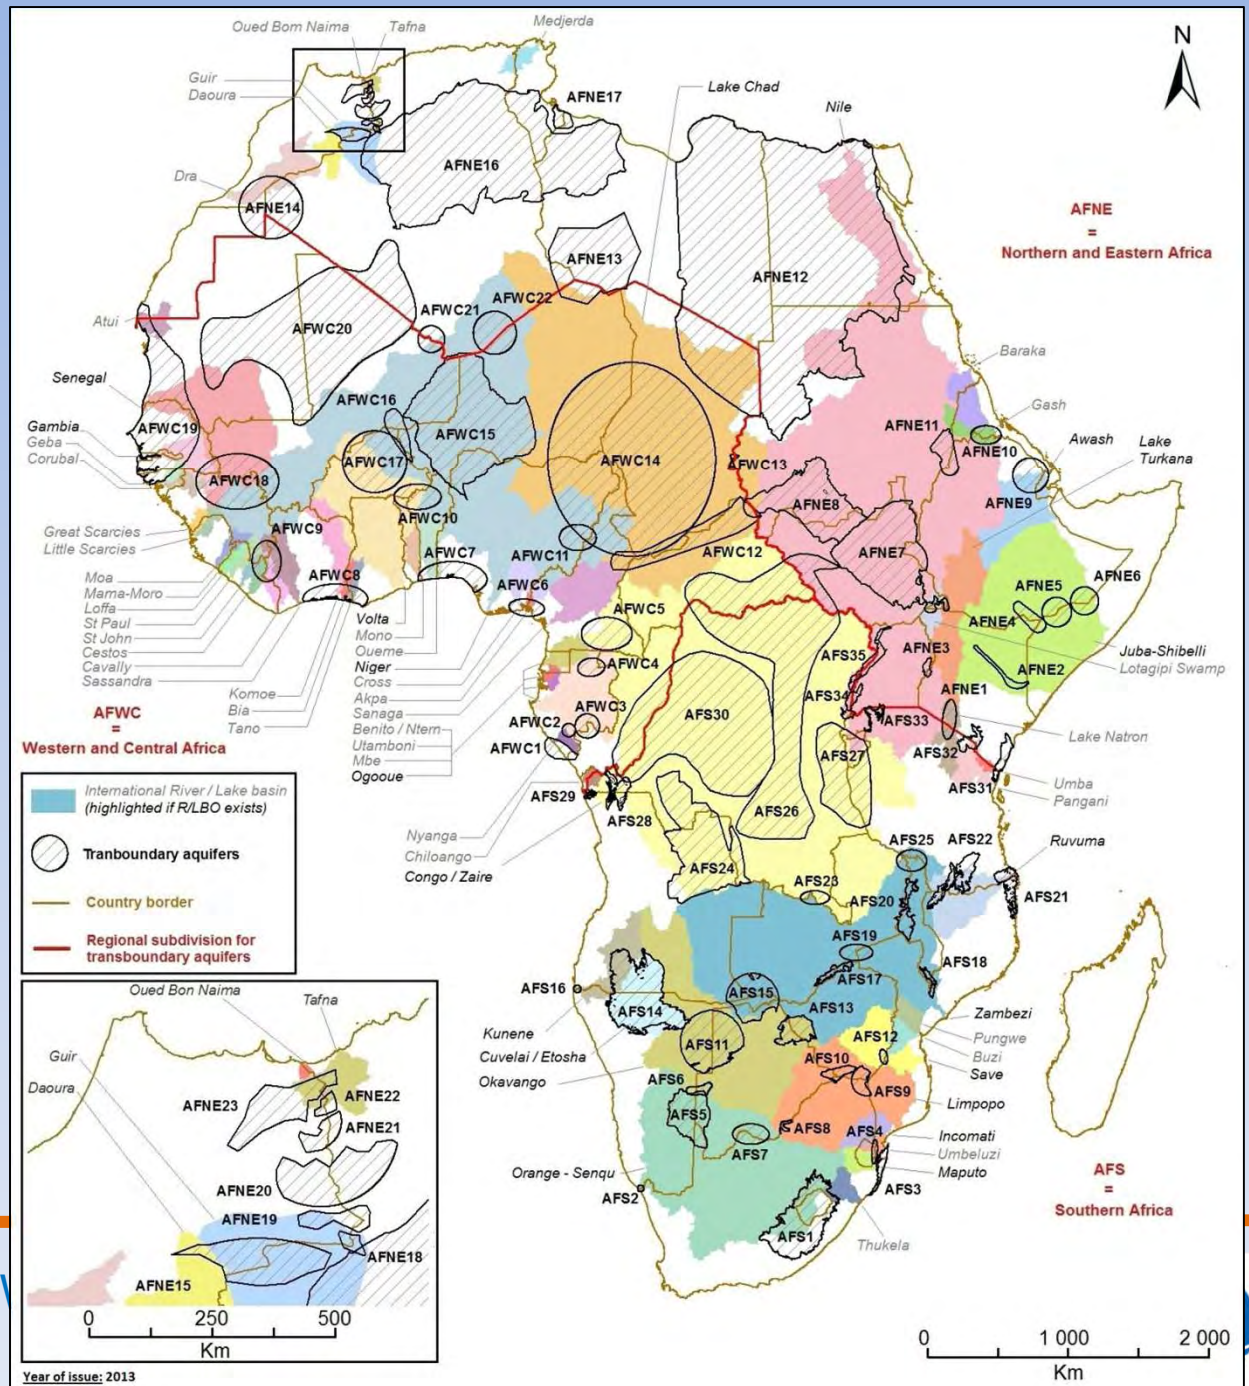 Oued Bom Naima
Tafna
Medjerda
Guir
Daoura
Lake Chad
N
AFNE17
Nile
AFNE16
Dra
AFNE14
AFNE
=
Northern and Eastern Africa
AFNE13
AFNE12
AFWC22
AFWC21
Atui
AFWC20
Baraka
Senegal
AFWC16
Gash
Gambia
AFWC19
AFNE11
Awash
Lake
Turkana
Geba
Corubal
AFWC15
AFNE10
AFWC17
AFWC14
AFWC13
AFWC18
AFNE9
AFNE8
Great Scarcies
Little Scarcies
AFWC9
AFWC10
AFWC11
AFWC12
AFNE7
AFWC7
Moa
Mama-Moro
Loffa
St Paul
St John
Cestos
Cavally
Sassandra
AFWC8
AFWC6
AFNE5
AFNE6
AFWC5
AFNE4
Volta
Mono
Oueme
Niger
Cross
Akpa
Sanaga
Benito / Ntem
Utamboni
Mbe
Ogooue
Juba-Shibelli
Lotagipi Swamp
AFS35
AFNE3
AFNE2
AFWC4
Komoe
Bia
Tano
AFS34
AFNE1
AFWC
=
Western and Central Africa
AFWC3
AFWC2
AFWC1
AFS30
AFS33
Lake Natron
AFS32
AFS27
AFS29
AFS31
Umba
Pangani
AFS28
AFS26
International River / Lake basin
(highlighted if R/LBO exists)
Tranboundary aquifers
Country border
Regional subdivision for
transboundary aquifers
Nyanga
Chiloango
Congo / Zaire
AFS25
AFS22
Ruvuma
AFS24
AFS23
AFS20
AFS21
AFS19
AFS18
AFS17
AFS16
AFS15
AFS14
AFS13
Zambezi
Kunene
Cuvelai / Etosha
Okavango
AFS12
Pungwe
Buzi
Save
AFS11
AFS10
AFS6
AFS9
Limpopo
AFS5
AFS8
AFS4
Incomati
Umbeluzi
Maputo
AFS7
Orange - Senqu
AFS2
AFS3
AFS
=
Southern Africa
AFS1
Thukela
Oued Bon Naima
Tafna
Guir
Daoura
AFNE23
AFNE22
AFNE21
AFNE20
AFNE19
AFNE18
AFNE15
0 250 500
Km
0 1 000 2 000
Km
Year of issue: 2013